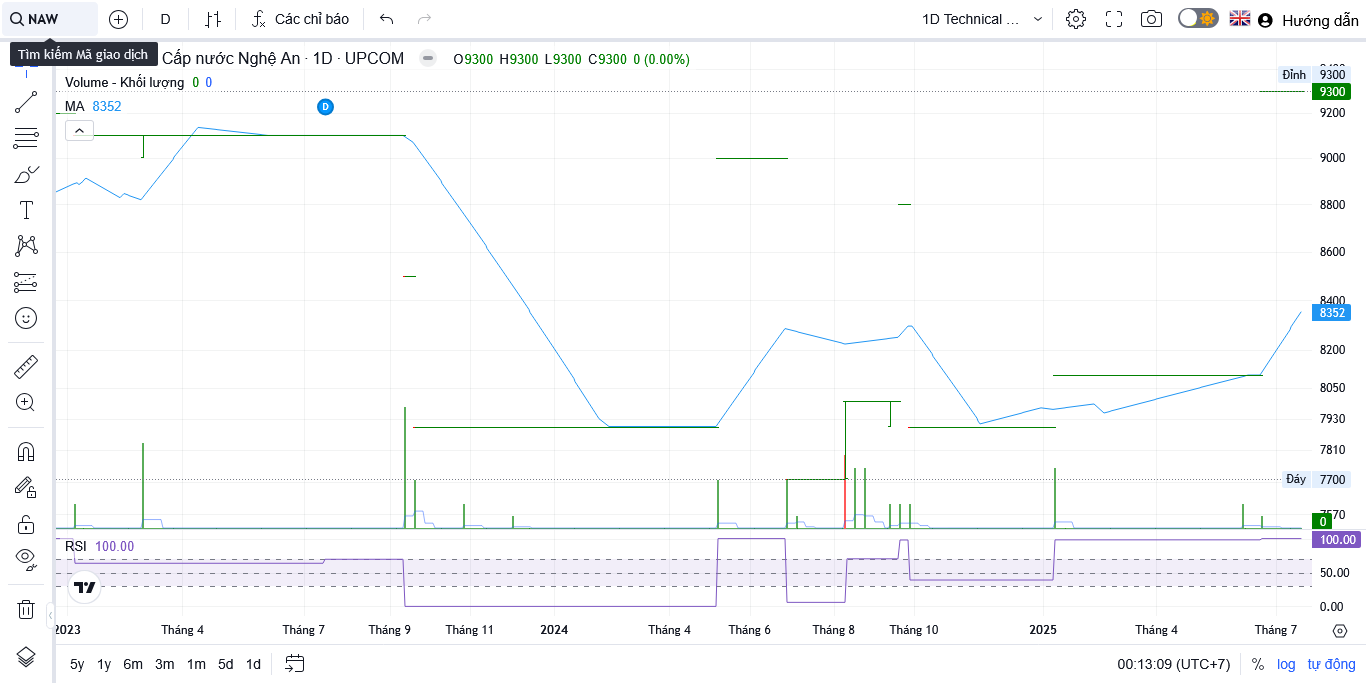 NAW D Các chỉ báo 1D Technical ... Hướng dẫn
Tìm kiếm Mã giao dịch
Cấp nước Nghệ An · 1D · UPCOM O9300 H9300 L9300 C9300 0 (0.00%)
Volume - Khối lượng 0 0
MA 8352
D
Đỉnh 9300
9300
9200
9000
8800
8600
8400
8352
8200
8050
7930
7810
Đáy 7700
0
RSI 100.00
100.00
50.00
0.00
2023 Tháng 4 Tháng 7 Tháng 9 Tháng 11 2024 Tháng 4 Tháng 6 Tháng 8 Tháng 10 2025 Tháng 4 Tháng 7
5y 1y 6m 3m 1m 5d 1d 00:13:09 (UTC+7) % log tự động